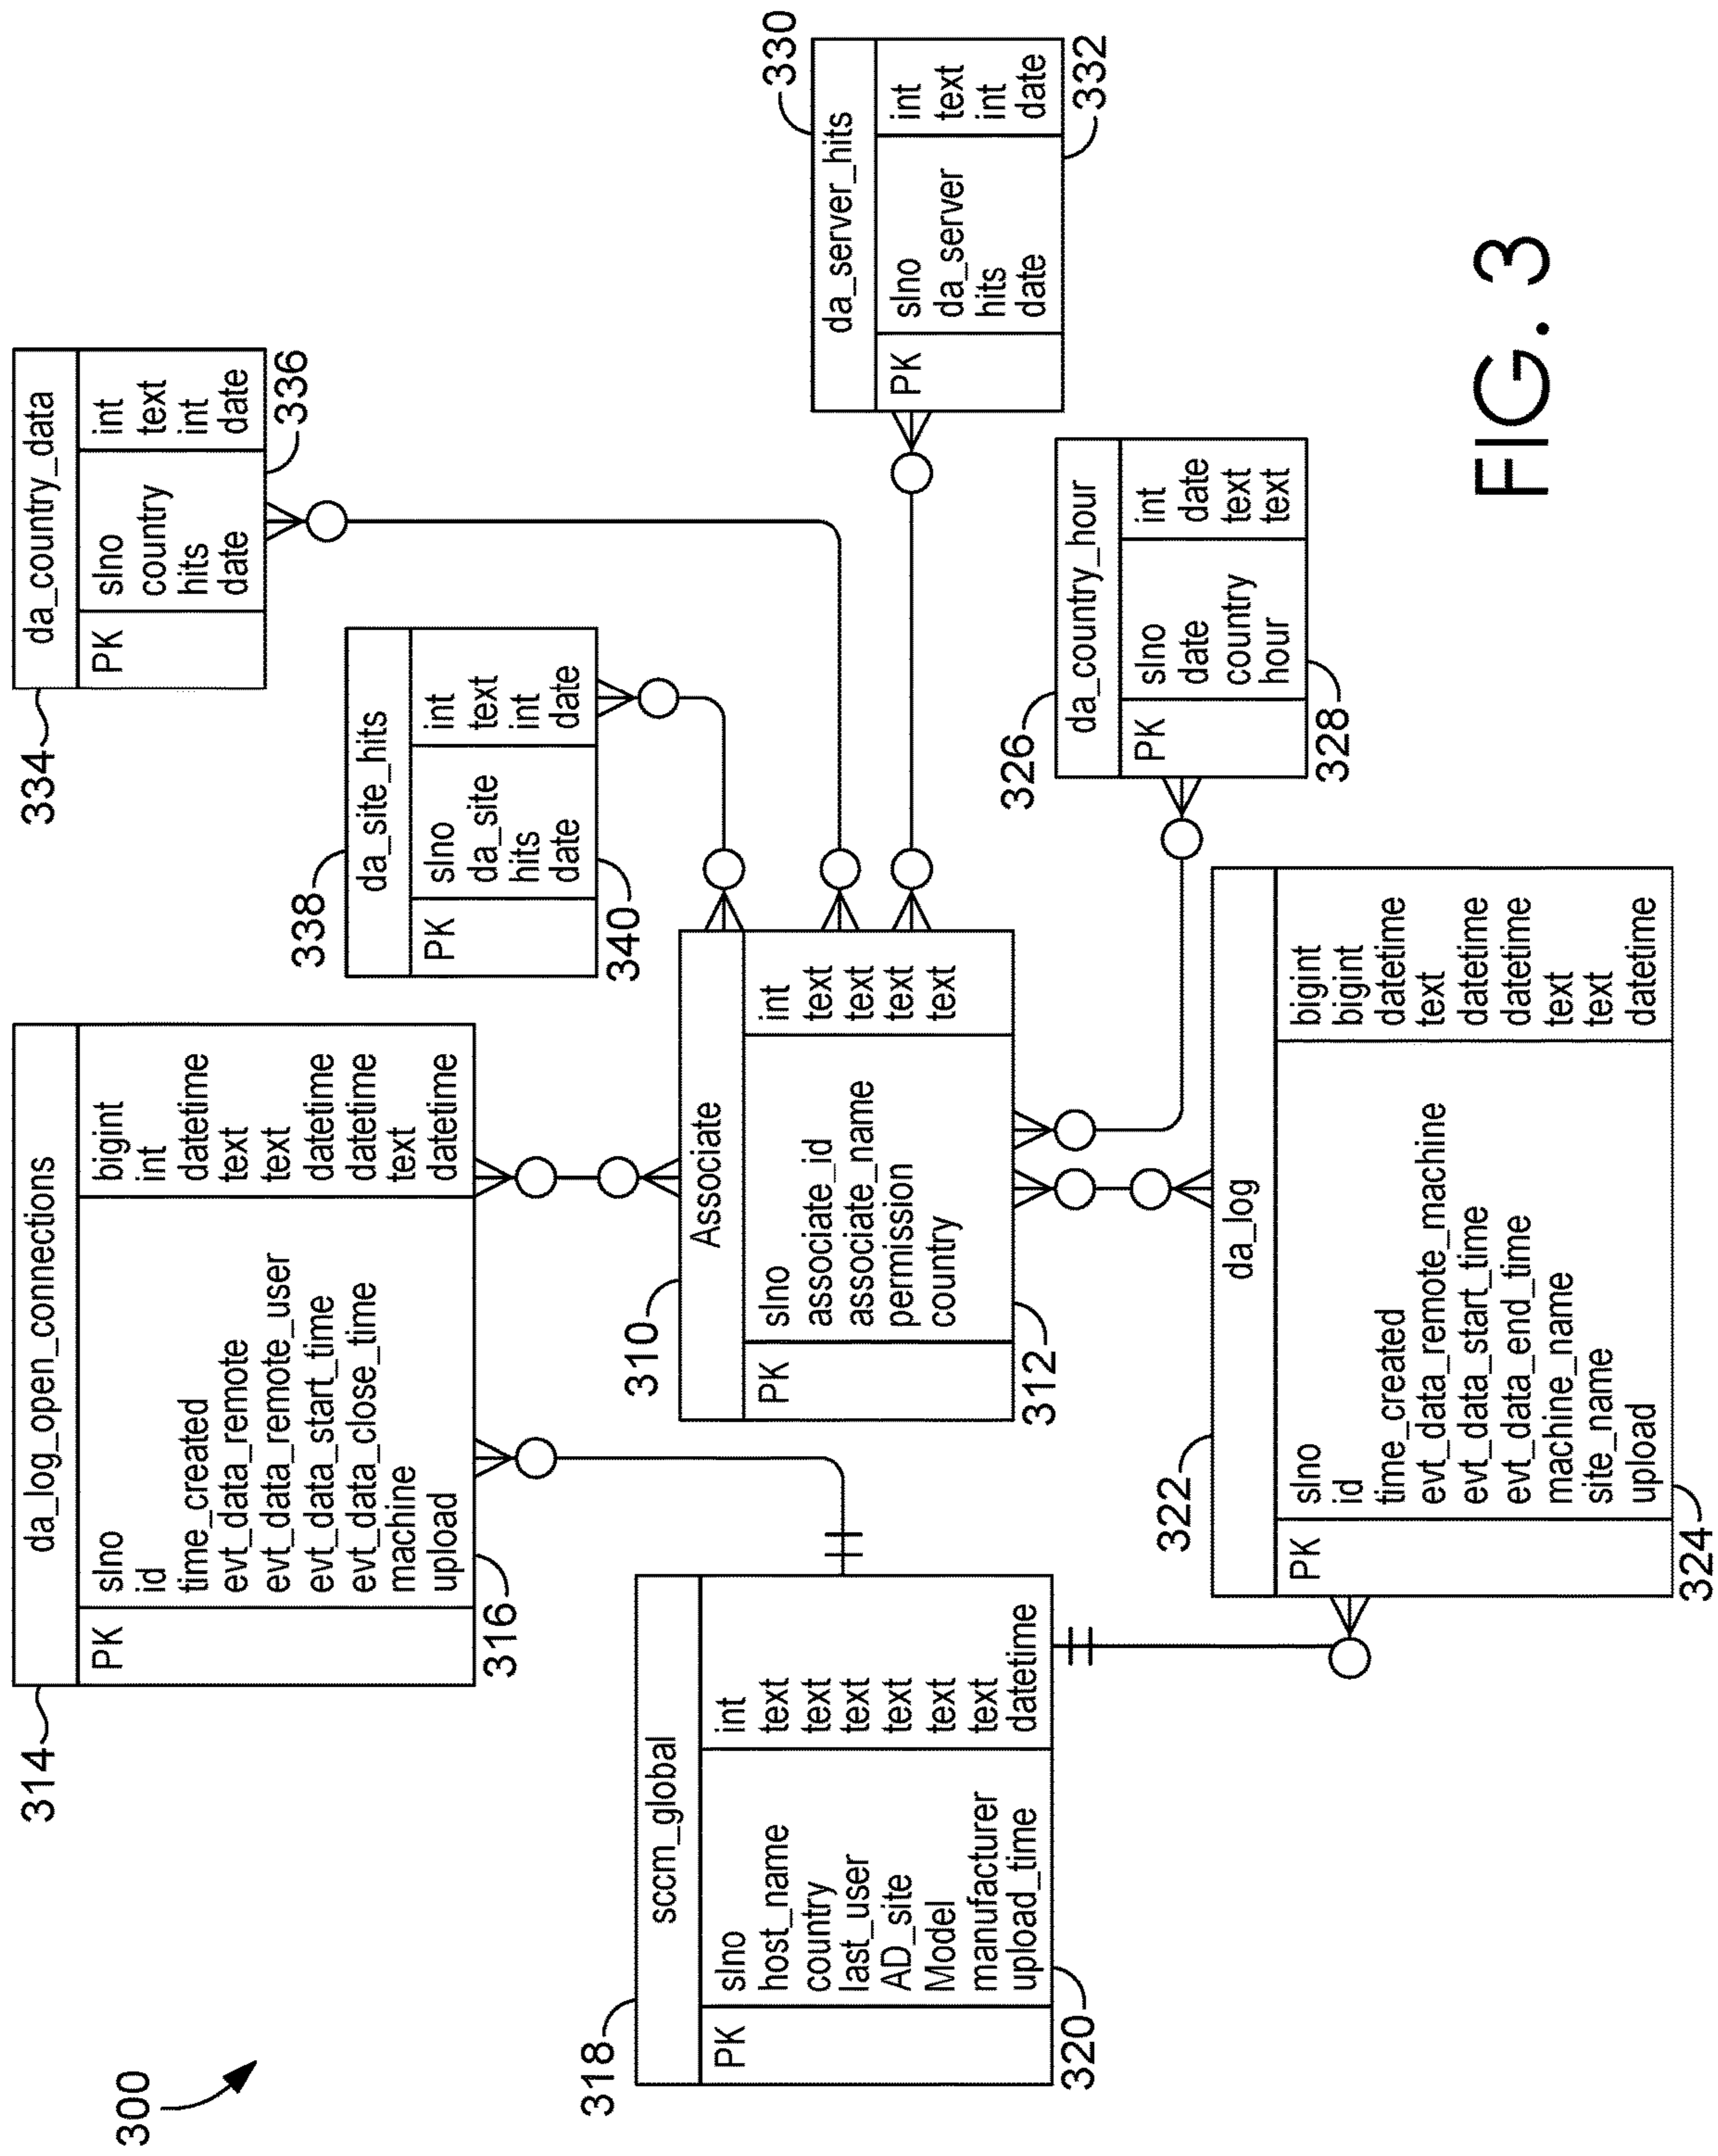 300
314
da_log_open_connections
PK
slno bigint
id int
time_created datetime
evt_data_remote text
evt_data_remote_user text
evt_data_start_time datetime
evt_data_close_time datetime
machine text
upload datetime
316
334
da_country_data
PK
slno int
country text
hits int
date date
336
338
da_site_hits
PK
slno int
da_site text
hits int
date date
340
318
sccm_global
PK
slno int
host_name text
country text
last_user text
AD_site text
Model text
manufacturer text
upload_time datetime
320
310
Associate
PK
slno int
associate_id text
associate_name text
permission text
country text
312
330
da_server_hits
PK
slno int
da_server text
hits int
date date
332
326
da_country_hour
PK
slno int
date date
country text
hour text
328
322
da_log
PK
slno bigint
id bigint
time_created datetime
evt_data_remote_machine text
evt_data_start_time datetime
evt_data_end_time datetime
machine_name text
site_name text
upload datetime
324
FIG. 3